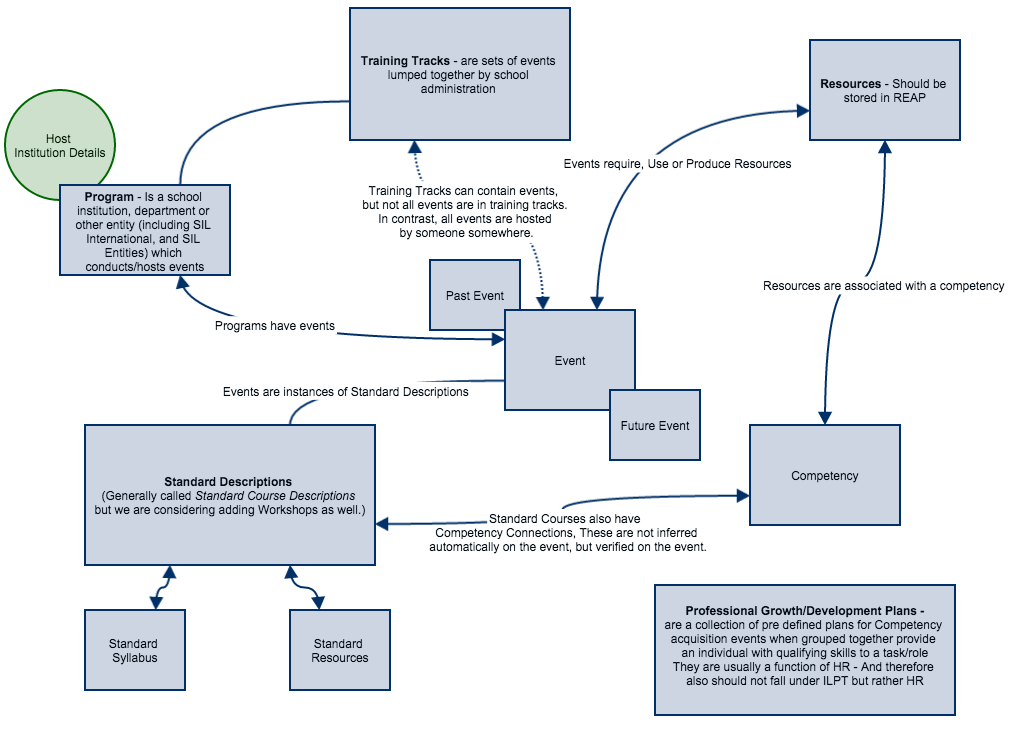 Training Tracks - are sets of events
lumped together by school
administration
Resources - Should be
stored in REAP
Host
Institution Details
Events require, Use or Produce Resources
Program - Is a school
institution, department or
other entity (including SIL
International, and SIL
Entities) which
conducts/hosts events
Training Tracks can contain events,
but not all events are in training tracks.
In contrast, all events are hosted
by someone somewhere.
Resources are associated with a competency
Past Event
Programs have events
Event
Events are instances of Standard Descriptions
Future Event
Standard Descriptions
(Generally called Standard Course Descriptions
but we are considering adding Workshops as well.)
Competency
Standard Courses also have
Competency Connections, These are not inferred
automatically on the event, but verified on the event.
Standard
Syllabus
Standard
Resources
Professional Growth/Development Plans -
are a collection of pre defined plans for Competency
acquisition events when grouped together provide
an individual with qualifying skills to a task/role
They are usually a function of HR - And therefore
also should not fall under ILPT but rather HR